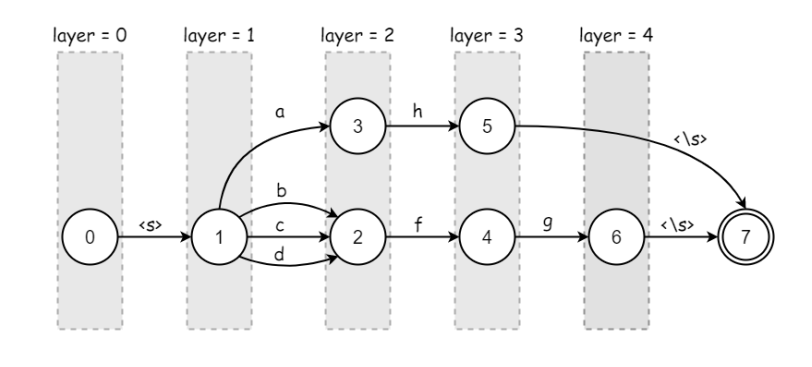 layer = 0 layer = 1 layer = 2 layer = 3 layer = 4
a h
3 5
<\s>
b
0 <s> 1 c 2 f 4 g 6 <\s> 7
d